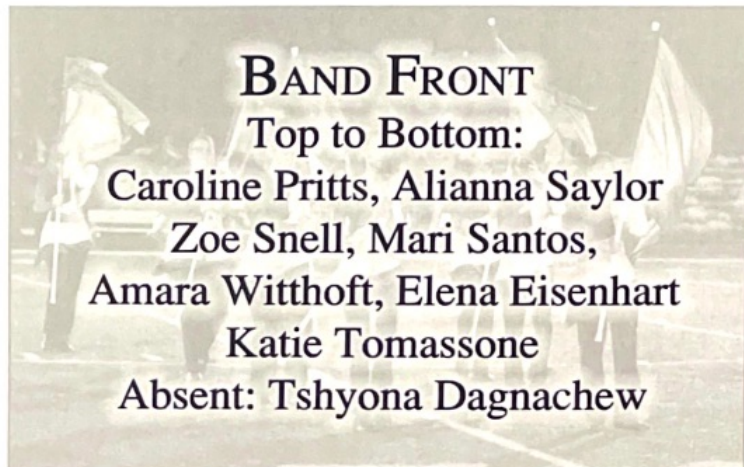 BAND FRONT
Top to Bottom:
Caroline Pritts, Alianna Saylor
Zoe Snell, Mari Santos,
Amara Witthoft, Elena Eisenhart
Katie Tomassone
Absent: Tshyona Dagnachew